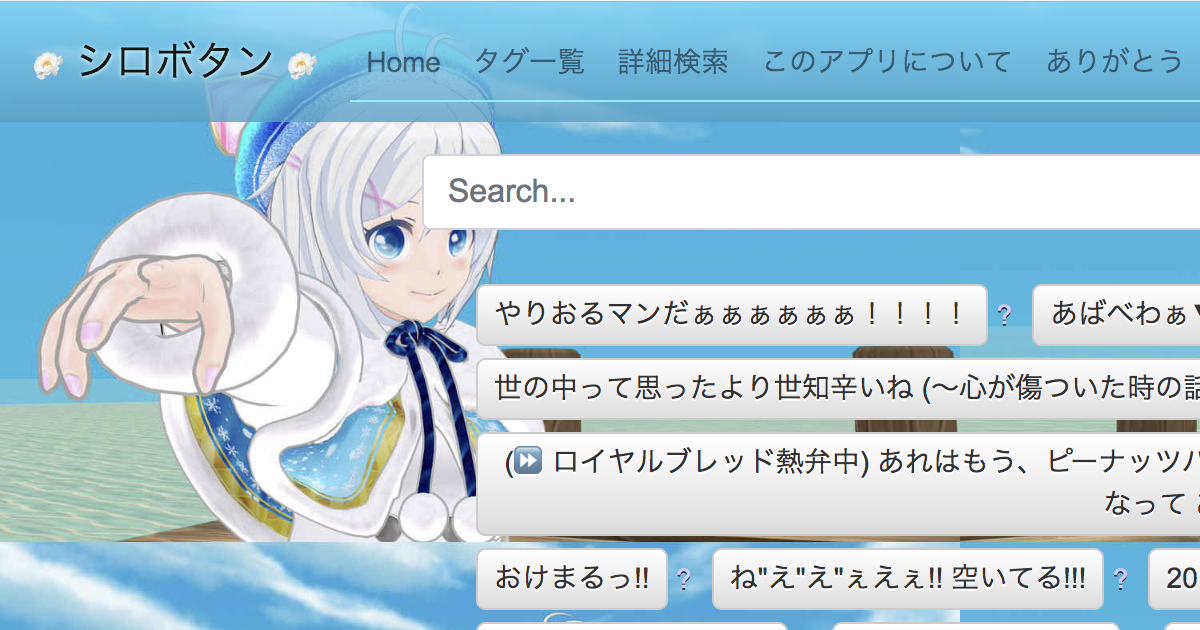 シロボタン Home タグ一覧 詳細検索 このアプリについて ありがとう
Search...
やりおるマンだぁぁぁぁぁぁ！！！！ ? あばべわぁ
世の中って思ったより世知辛いね (〜心が傷ついた時の話
(⏩ ロイヤルブレッド熱弁中) あれはもう、ピーナッツバ
なって
おけまるっ!! ? ね"え"え"ぇえぇ!! 空いてる!!! ? 20